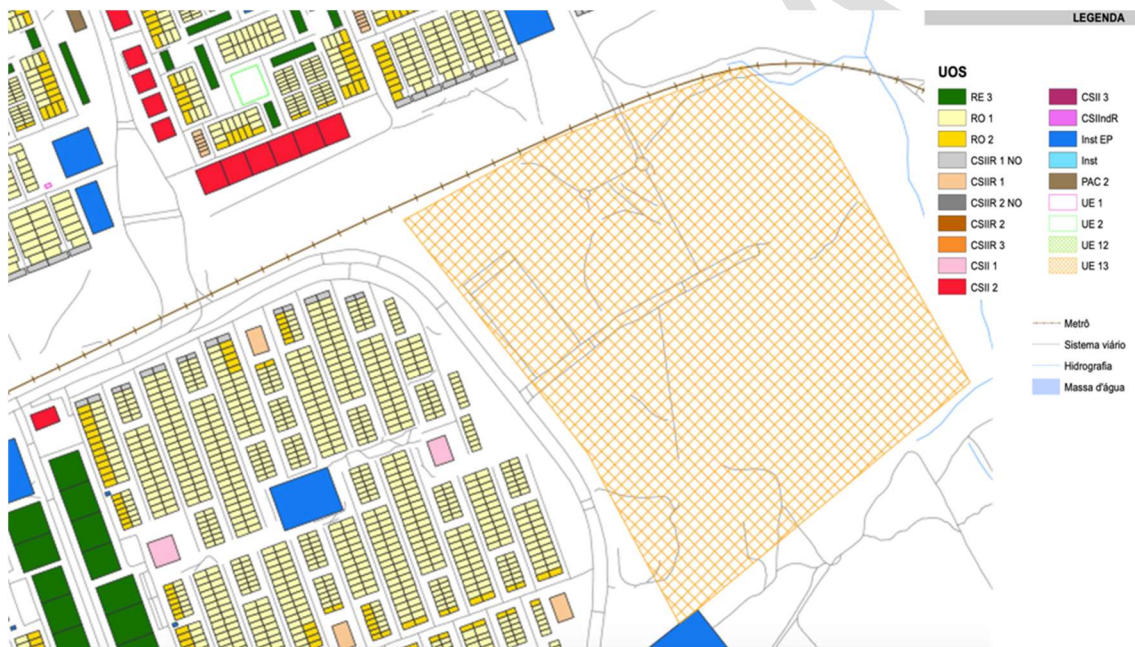 LEGENDA
UOS
RE 3
RO 1
RO 2
CSIIR 1 NO
CSIIR 1
CSIIR 2 NO
CSIIR 2
CSIIR 3
CSII 1
CSII 2
CSII 3
CSIIndR
Inst EP
Inst
PAC 2
UE 1
UE 2
UE 12
UE 13
Metrô
Sistema viário
Hidrografia
Massa d'água